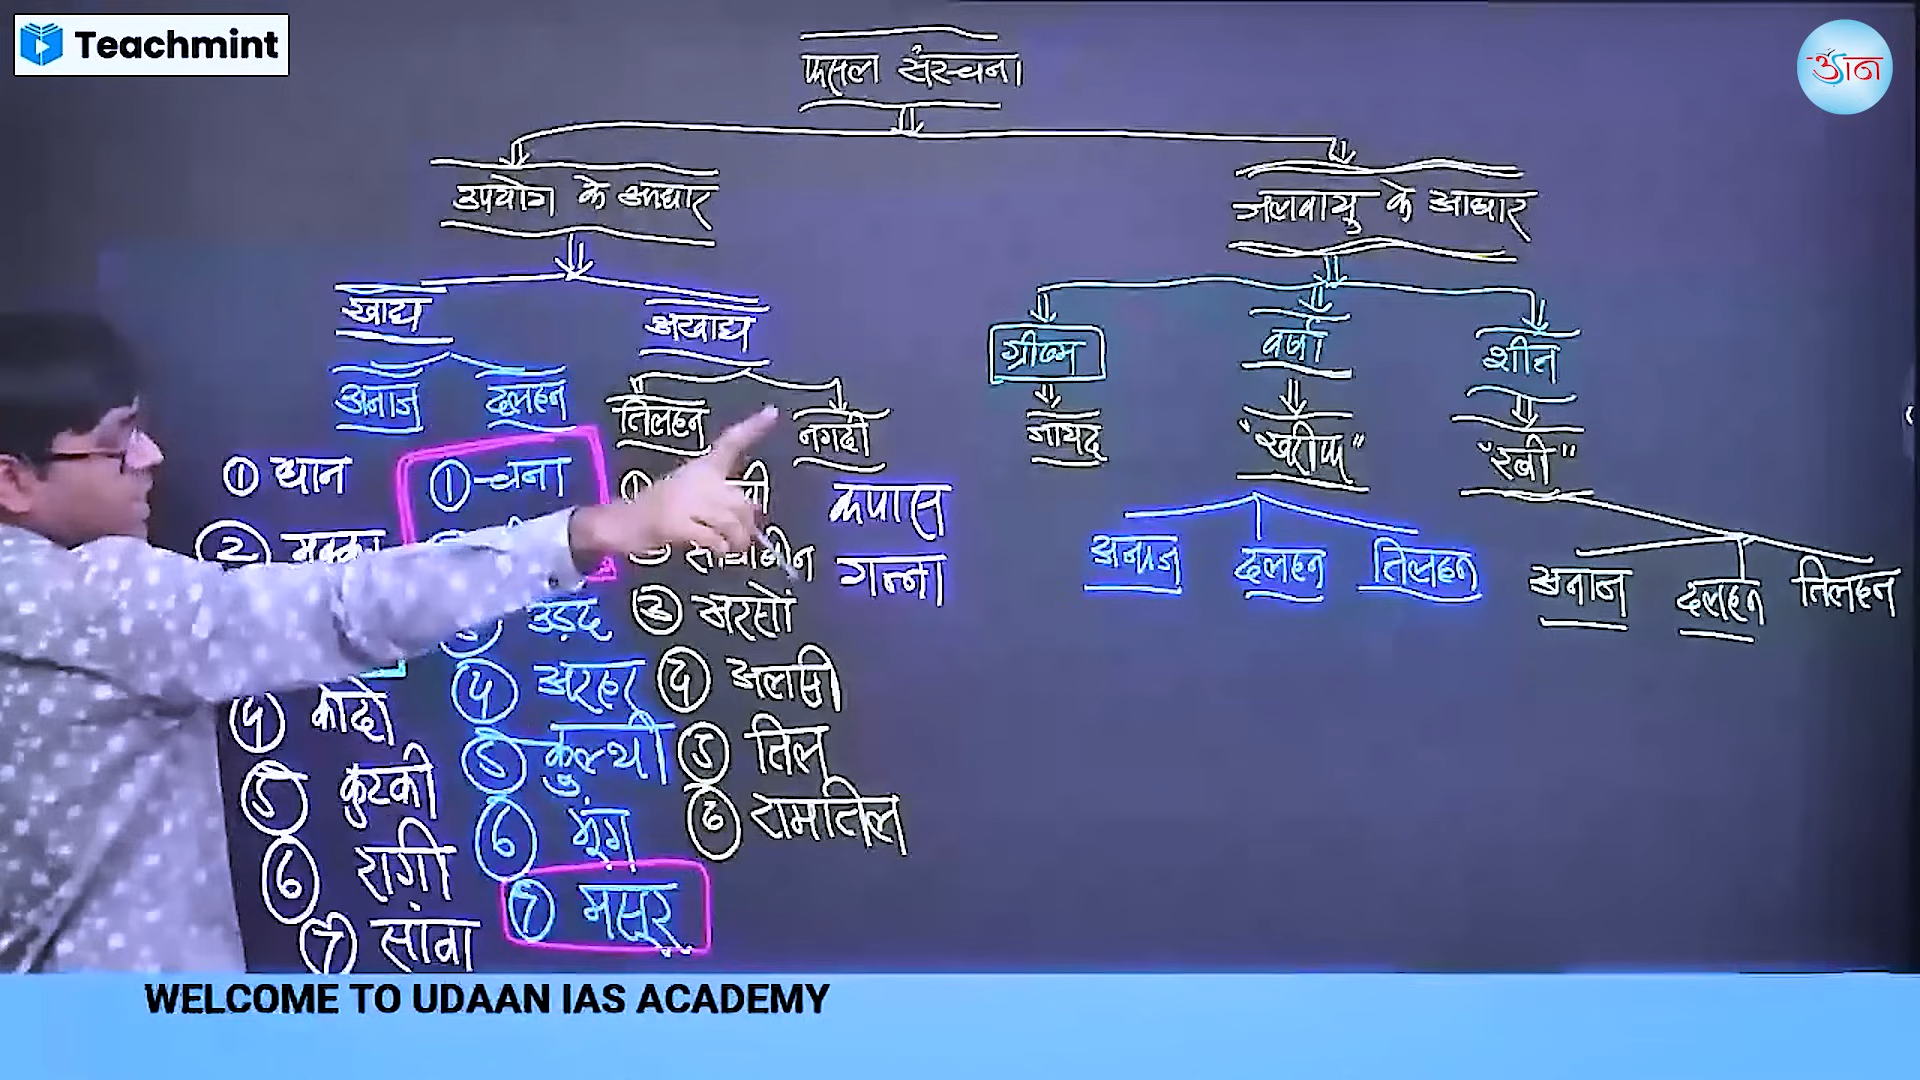 Teachmint
उडान
फसल संरचना
उपयोग के आधार
जलवायु के आधार
खाद्य
अखाद्य
ग्रीष्म
वर्षा
शीत
अनाज
दलहन
तिलहन
नगदी
जायद
"खरीफ"
"रबी"
① धान
② मक्का
④ कोदो
⑤ कुटकी
⑥ रागी
⑦ सांवा
① चना
③ उड़द
④ अरहर
⑤ कुल्थी
⑥ मूंग
⑦ मसूर
③ सरसों
④ अलसी
⑤ तिल
⑥ रामतिल
कपास
गन्ना
अनाज
दलहन
तिलहन
अनाज
दलहन
तिलहन
WELCOME TO UDAAN IAS ACADEMY